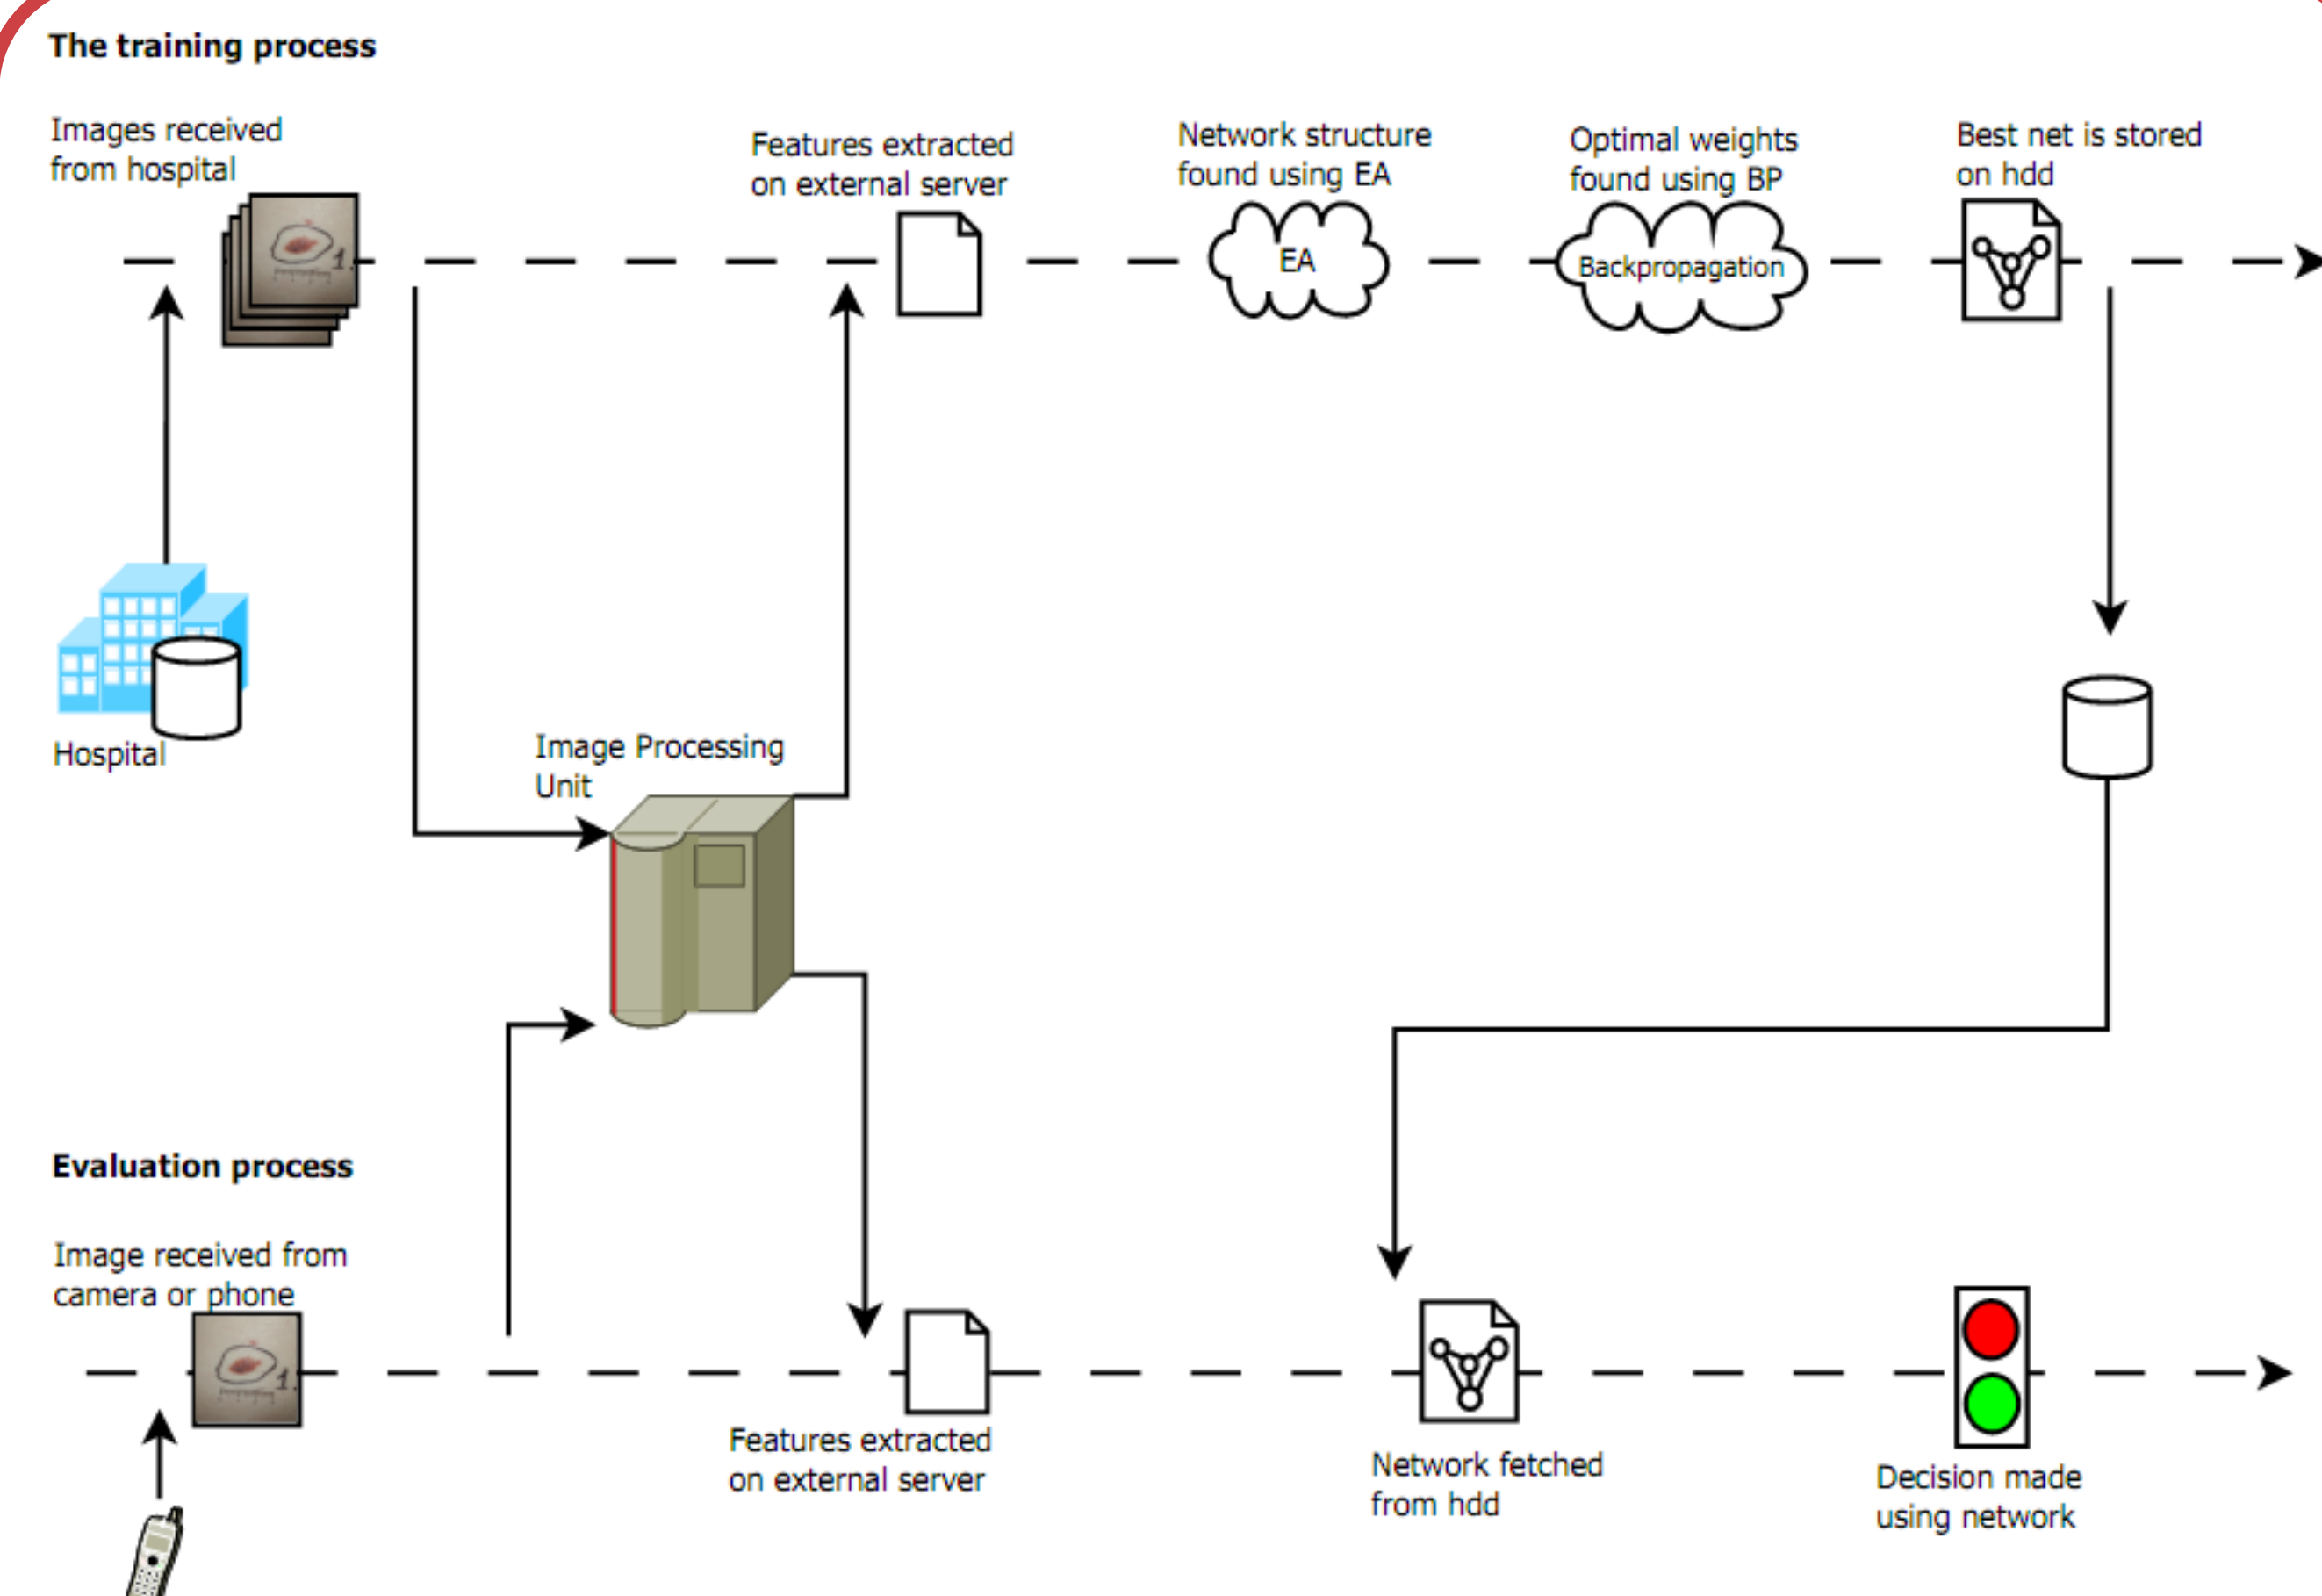 The training process
Images received
from hospital
Features extracted
on external server
Network structure
found using EA
Optimal weights
found using BP
Best net is stored
on hdd
1.
EA
Backpropagation
Hospital
Image Processing
Unit
Evaluation process
Image received from
camera or phone
1.
Features extracted
on external server
Network fetched
from hdd
Decision made
using network